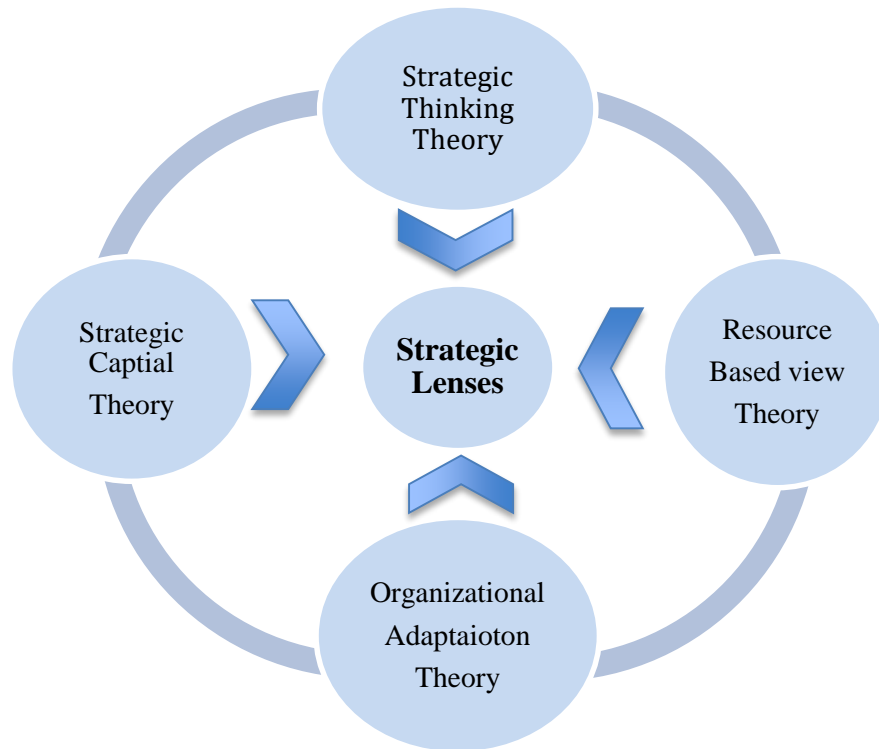 Strategic
Thinking
Theory
Strategic
Captial
Theory
Strategic
Lenses
Resource
Based view
Theory
Organizational
Adaptaioton
Theory